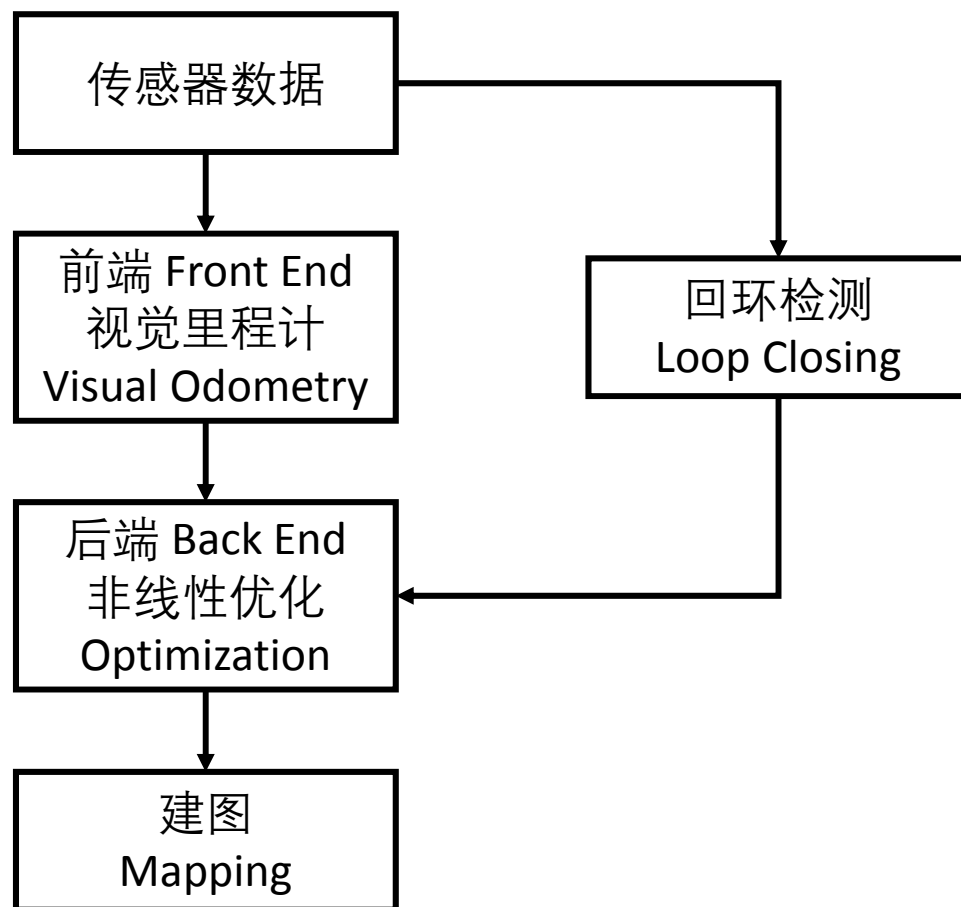 传感器数据
前端 Front End
视觉里程计
Visual Odometry
回环检测
Loop Closing
后端 Back End
非线性优化
Optimization
建图
Mapping